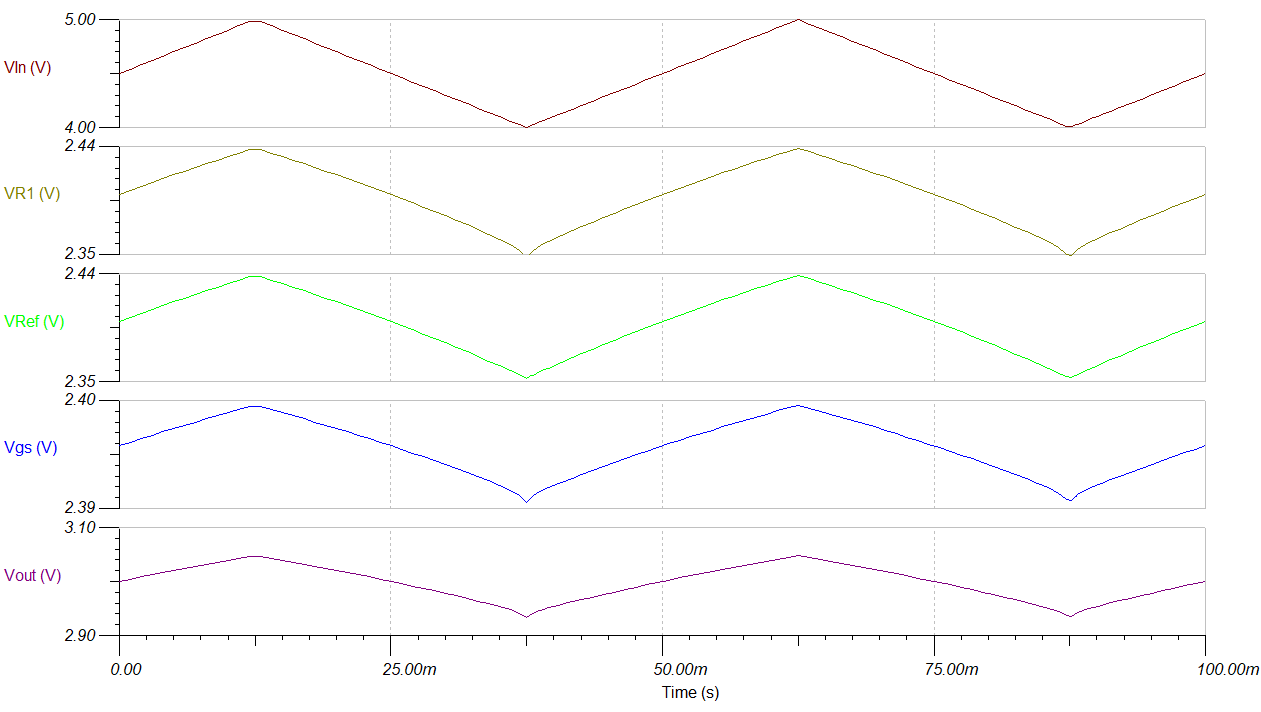 5.00
VIn (V)
4.00
2.44
VR1 (V)
2.35
2.44
VRef (V)
2.35
2.40
Vgs (V)
2.39
3.10
Vout (V)
2.90
0.00 25.00m 50.00m 75.00m 100.00m
Time (s)